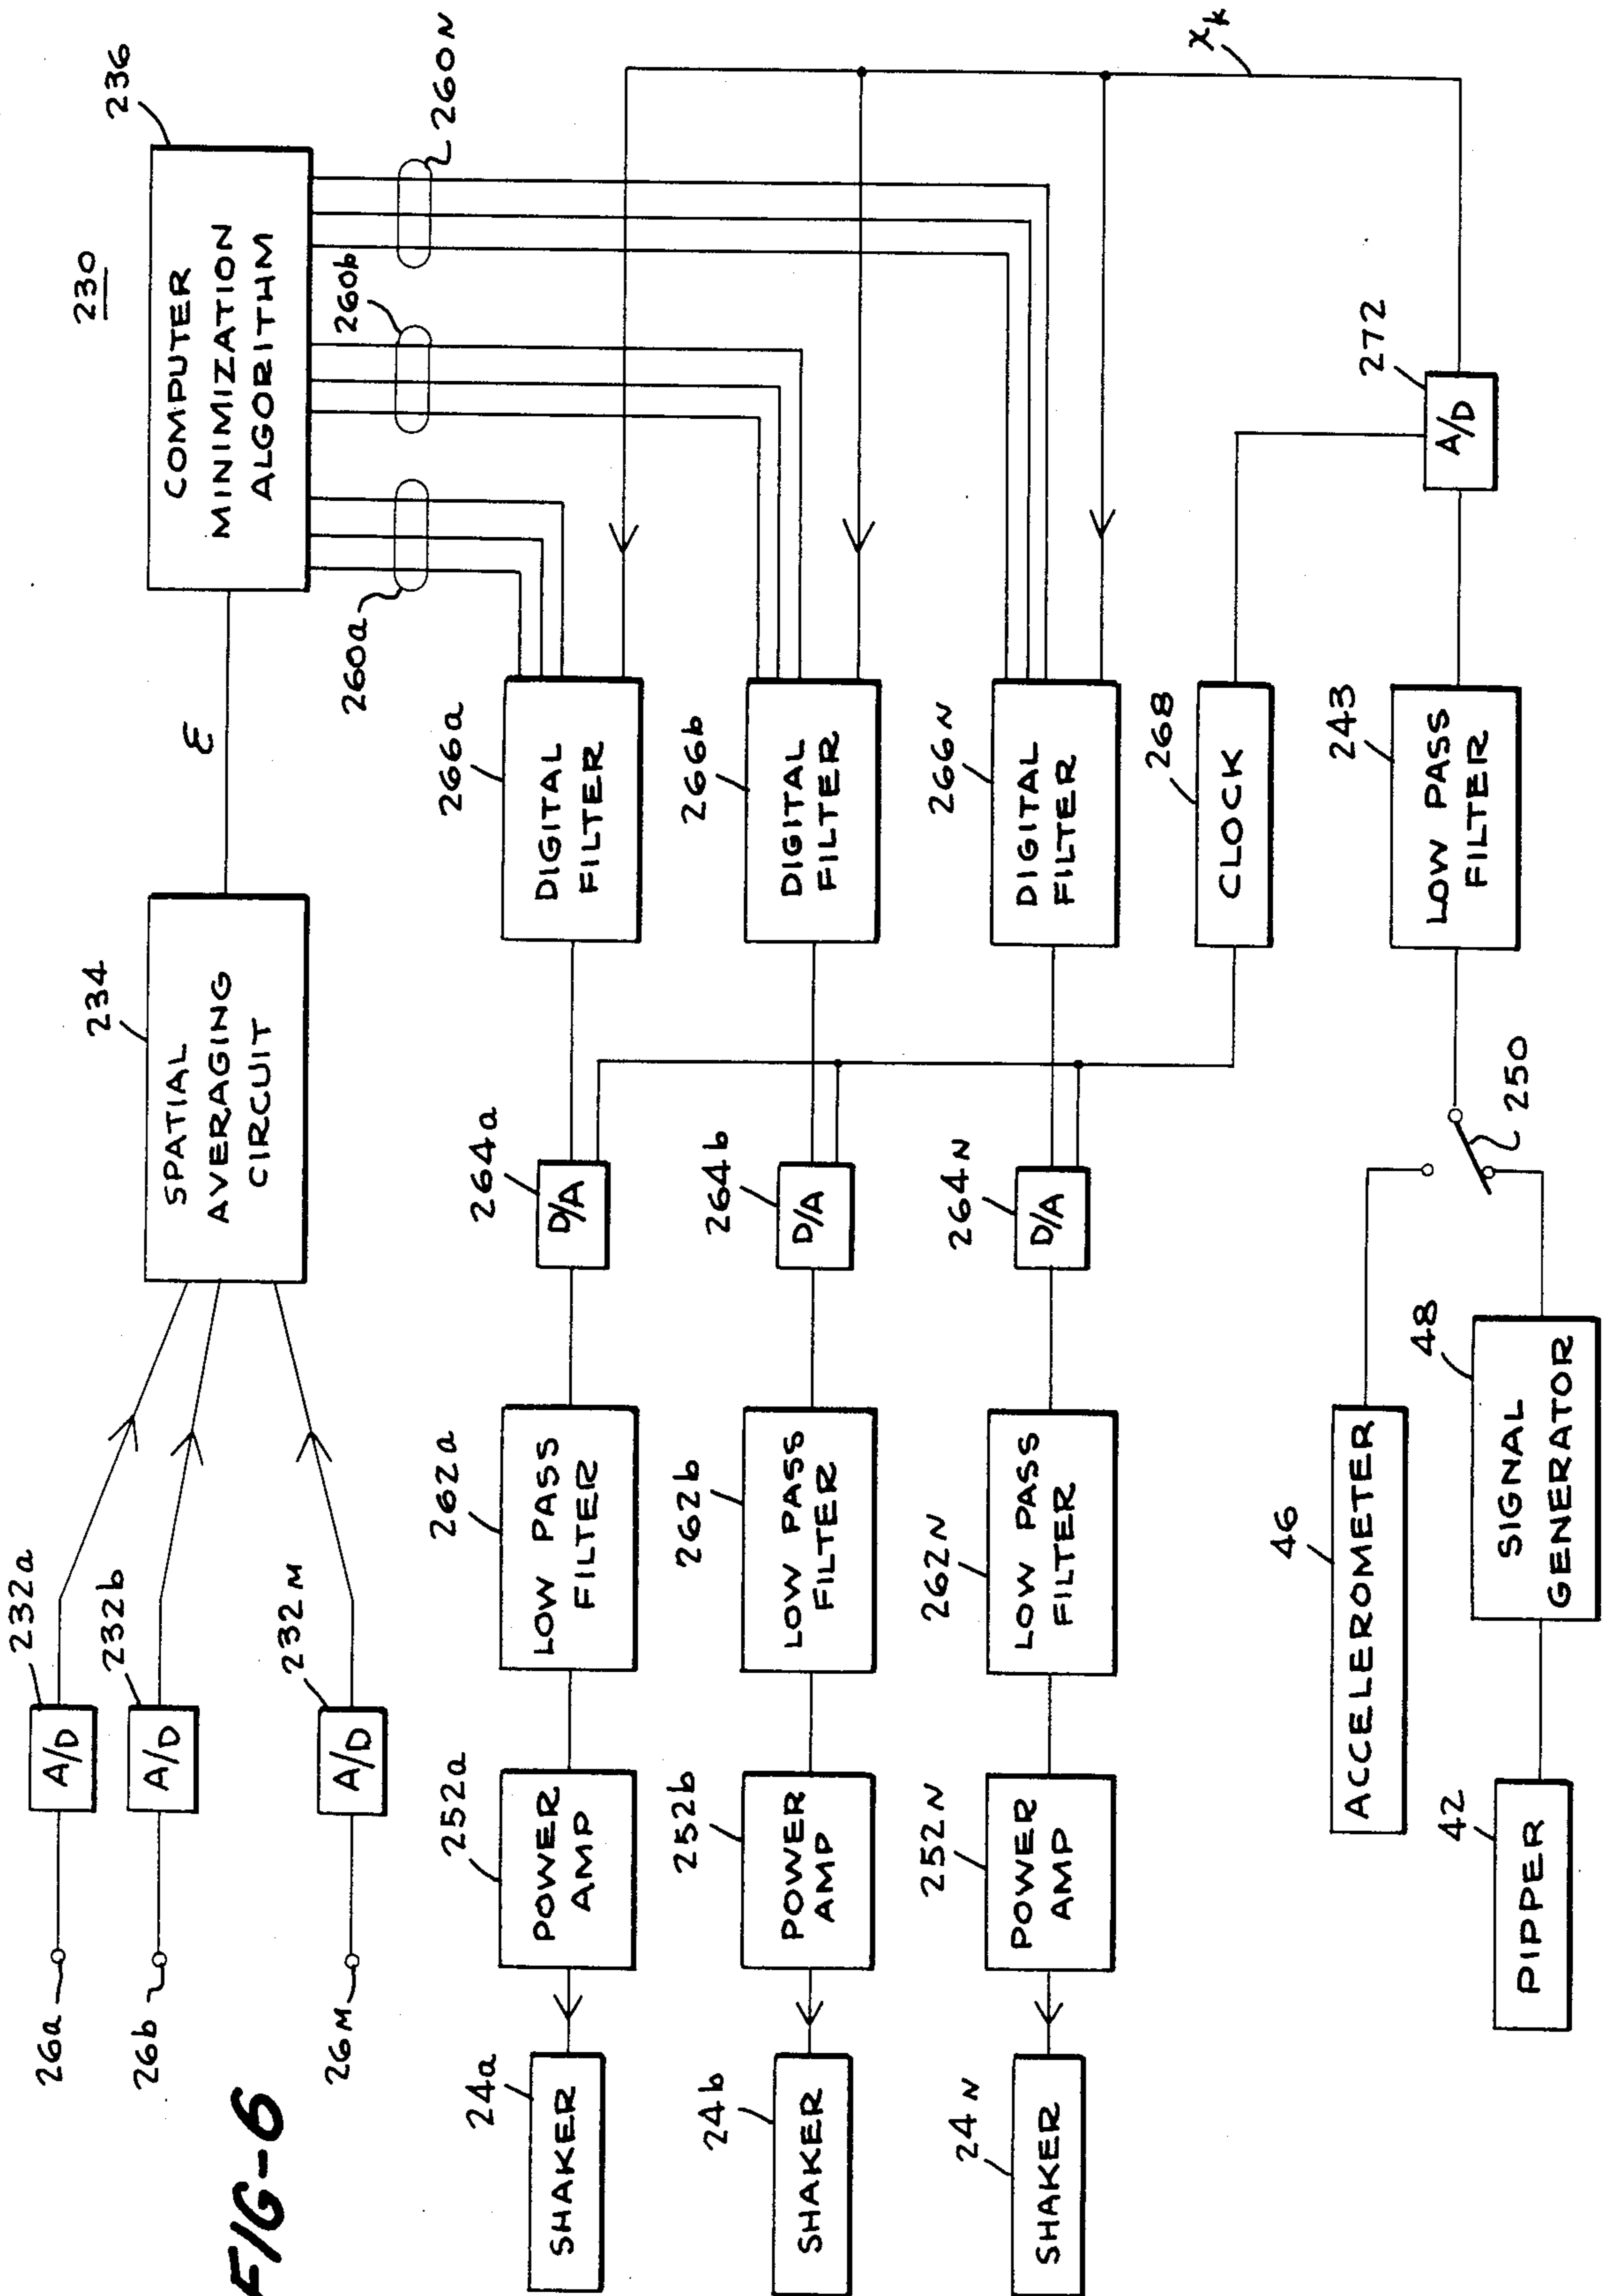 FIG-6
230
26a
232a
A/D
26b
232b
A/D
26M
232M
A/D
234
SPATIAL
AVERAGING
CIRCUIT
ε
236
COMPUTER
MINIMIZATION
ALGORITHM
260a
260b
260N
24a
SHAKER
252a
POWER
AMP
262a
LOW PASS
FILTER
264a
D/A
266a
DIGITAL
FILTER
24b
SHAKER
252b
POWER
AMP
262b
LOW PASS
FILTER
264b
D/A
266b
DIGITAL
FILTER
24N
SHAKER
252N
POWER
AMP
262N
LOW PASS
FILTER
264N
D/A
266N
DIGITAL
FILTER
268
CLOCK
Xk
46
ACCELEROMETER
42
PIPPER
48
SIGNAL
GENERATOR
250
243
LOW PASS
FILTER
272
A/D